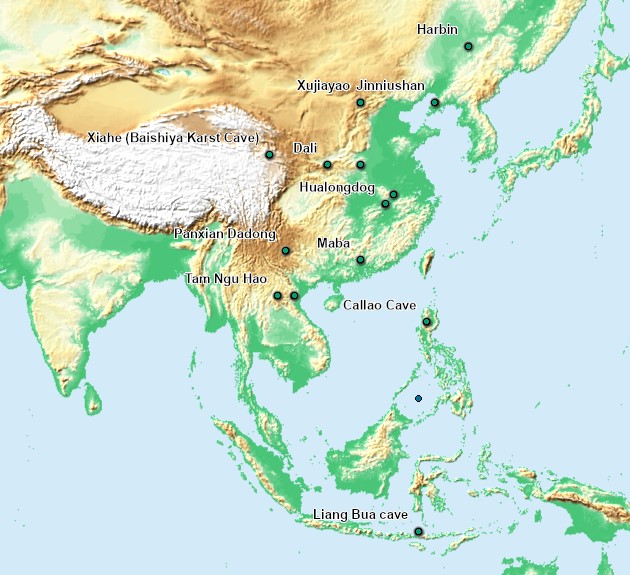 Harbin
Xujiayao Jinniushan
Xiahe (Baishiya Karst Cave)
Dali
Hualongdog
Panxian Dadong
Maba
Tam Ngu Hao
Callao Cave
Liang Bua cave